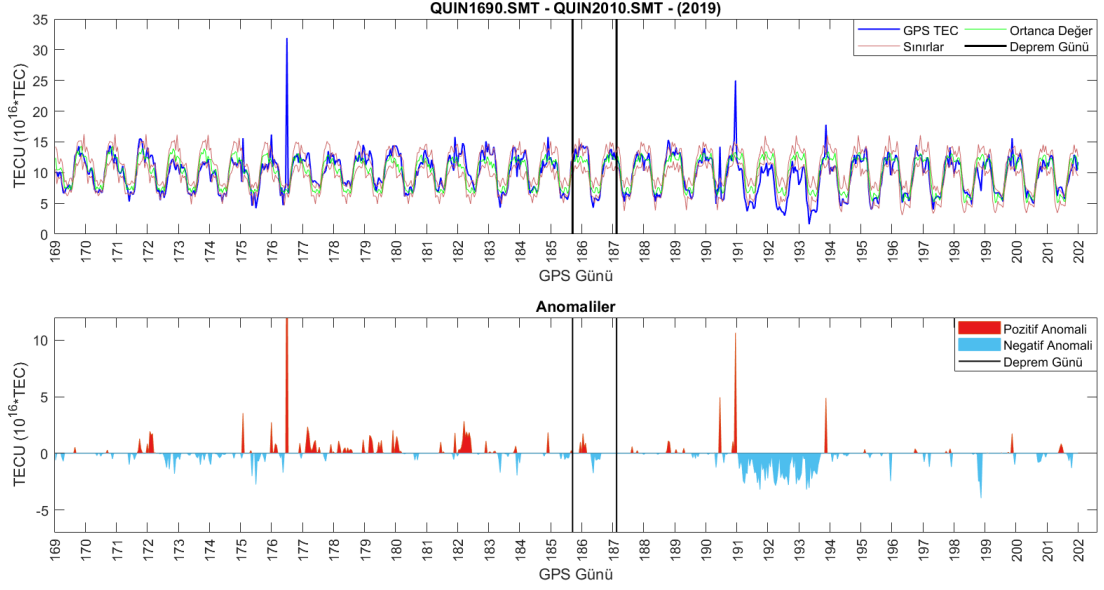 QUIN1690.SMT - QUIN2010.SMT - (2019)
TECU (10^16*TEC)
35
30
25
20
15
10
5
0
GPS TEC
Sınırlar
Ortanca Değer
Deprem Günü
169 170 171 172 173 174 175 176 177 178 179 180 181 182 183 184 185 186 187 188 189 190 191 192 193 194 195 196 197 198 199 200 201 202
GPS Günü
Anomaliler
TECU (10^16*TEC)
10
5
0
-5
Pozitif Anomali
Negatif Anomali
Deprem Günü
169 170 171 172 173 174 175 176 177 178 179 180 181 182 183 184 185 186 187 188 189 190 191 192 193 194 195 196 197 198 199 200 201 202
GPS Günü